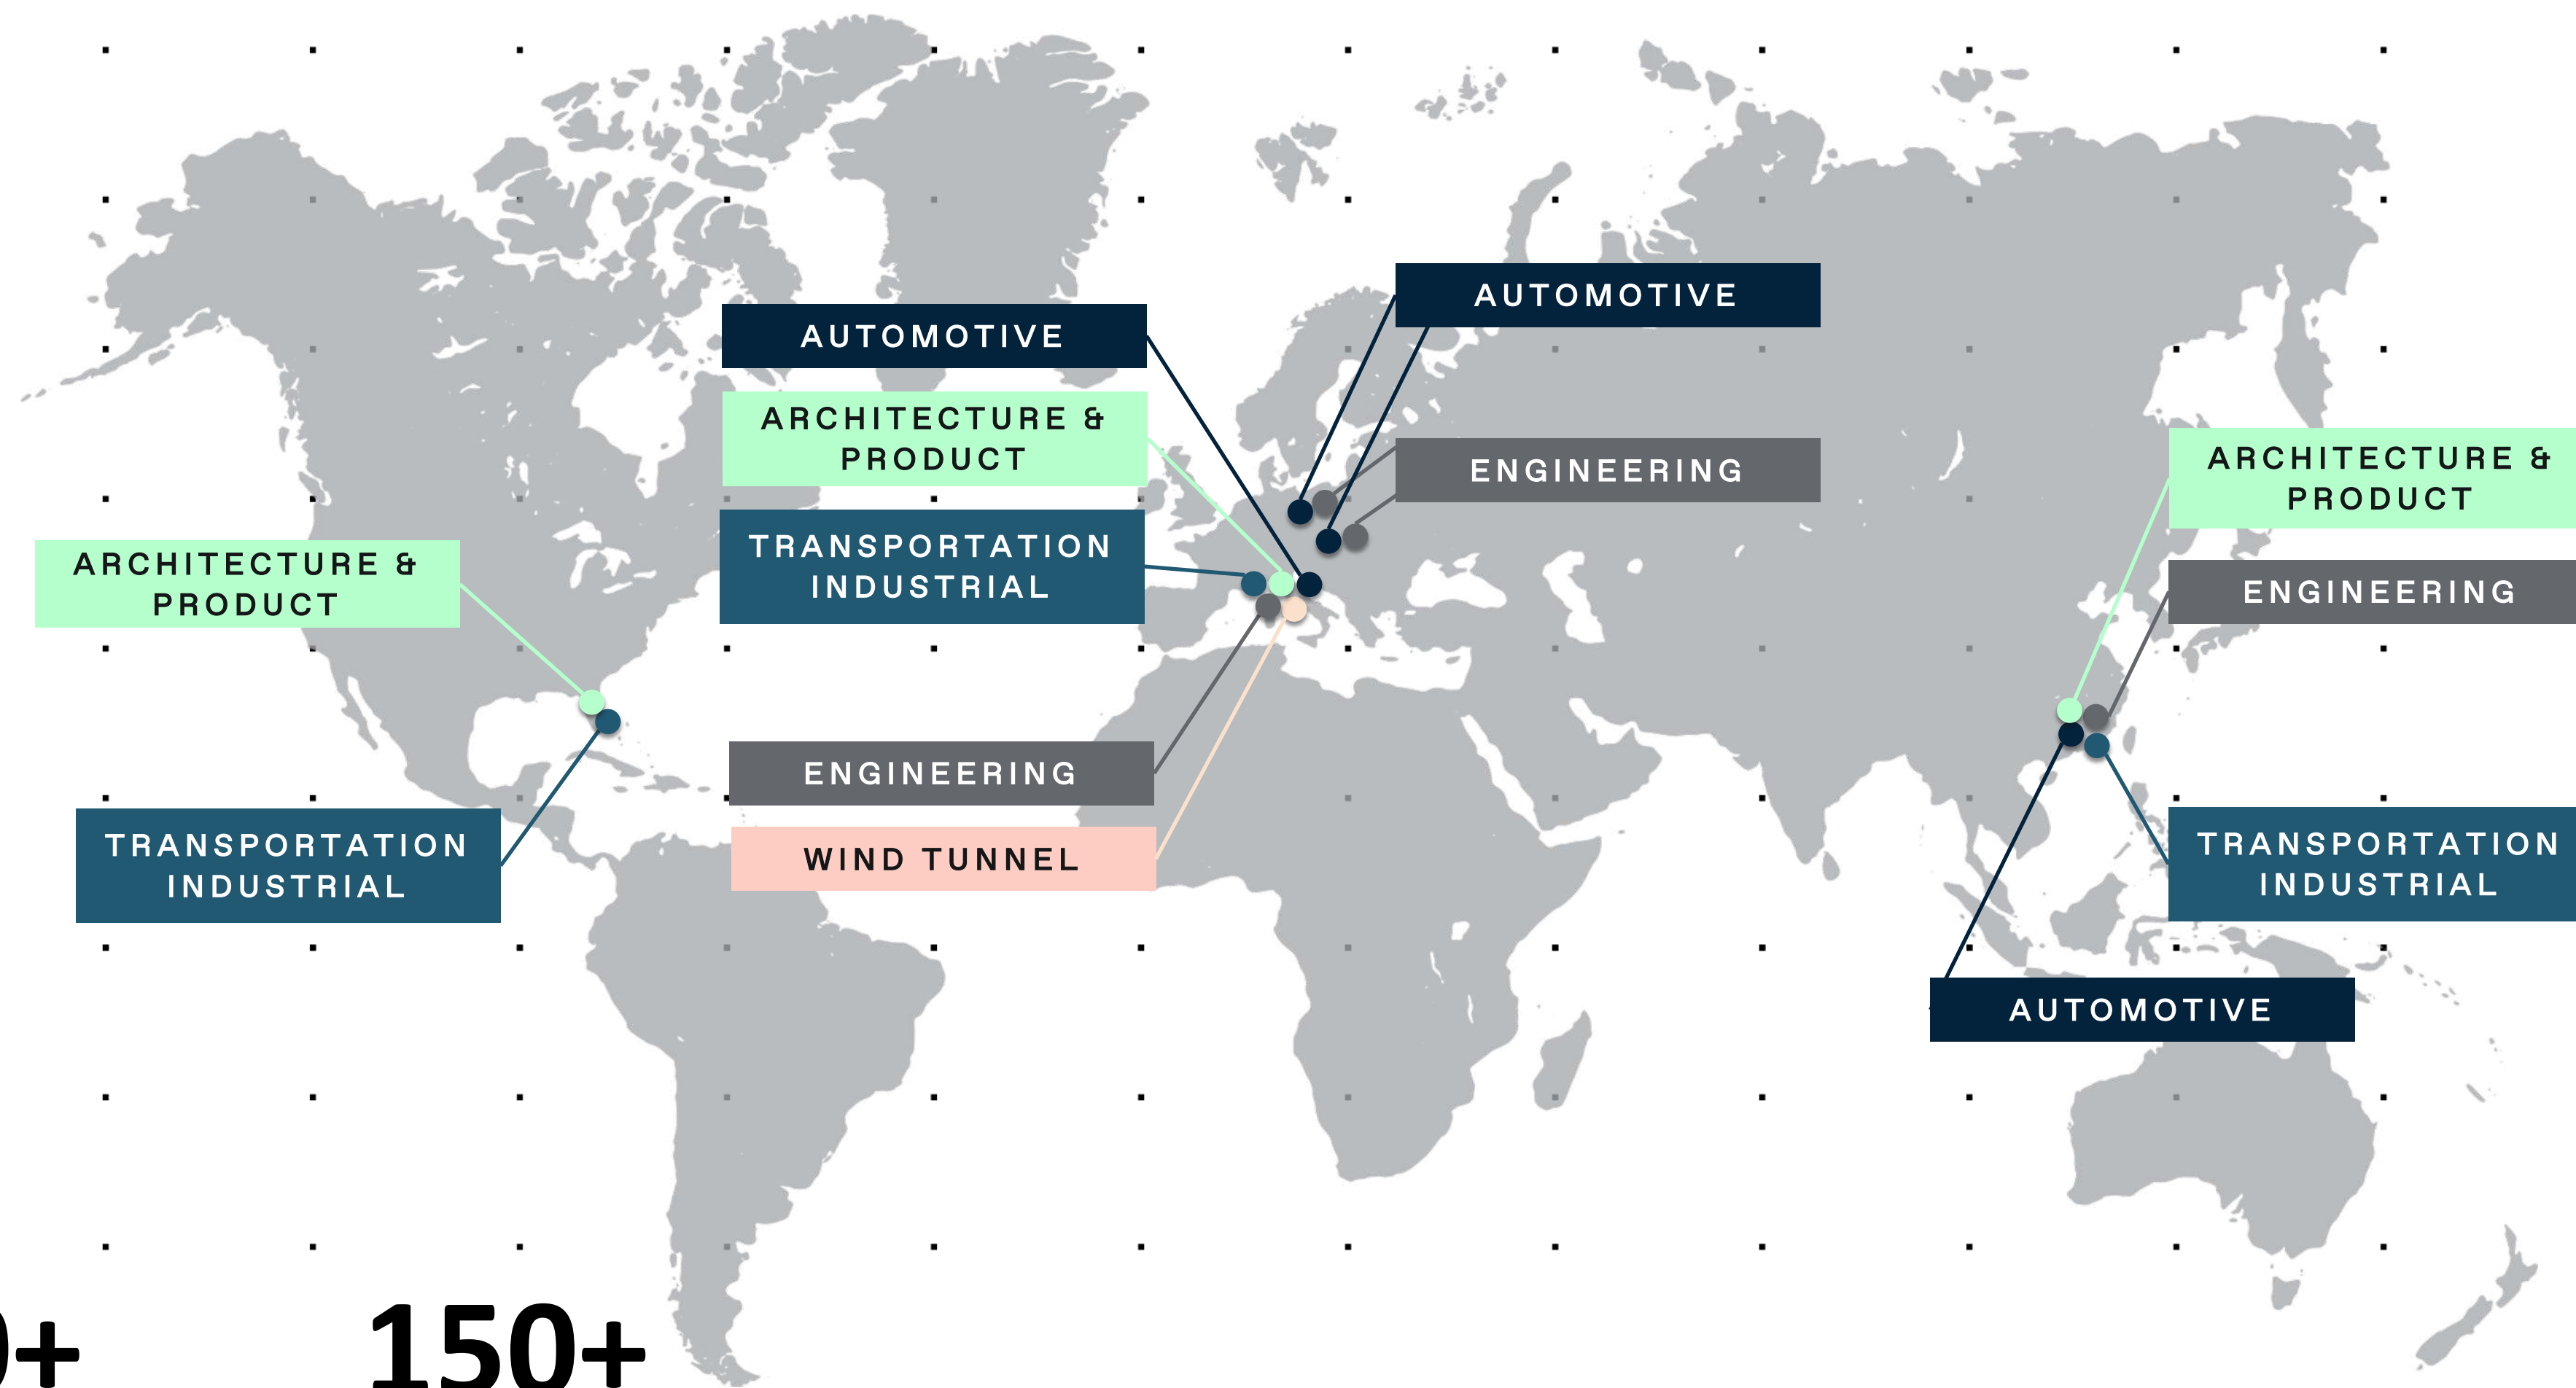 AUTOMOTIVE
AUTOMOTIVE
ARCHITECTURE &
PRODUCT
ENGINEERING
ARCHITECTURE &
PRODUCT
TRANSPORTATION
INDUSTRIAL
ARCHITECTURE &
PRODUCT
ENGINEERING
ENGINEERING
WIND TUNNEL
TRANSPORTATION
INDUSTRIAL
TRANSPORTATION
INDUSTRIAL
AUTOMOTIVE
150+